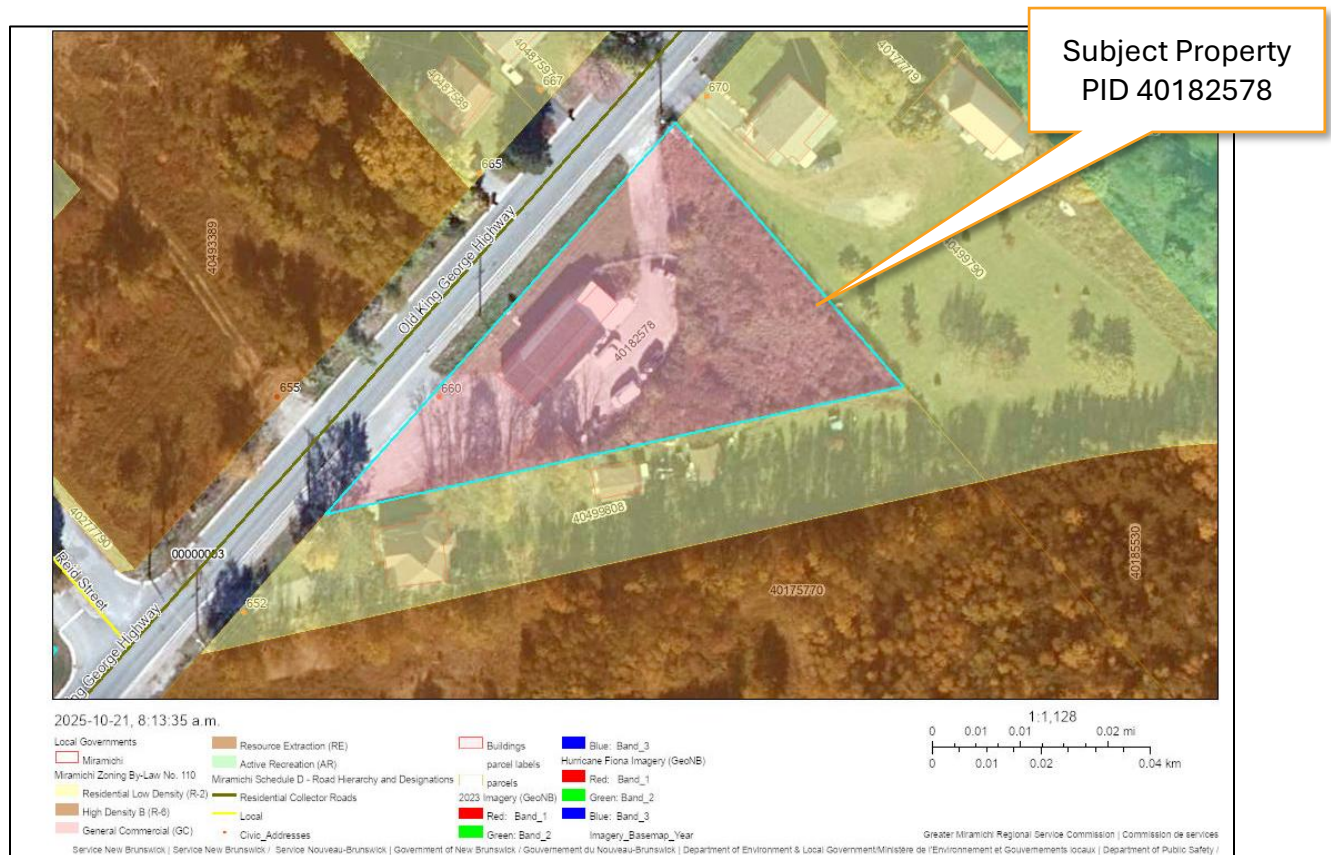 Subject Property
PID 40182578
40487591
667
40487589
670
40177719
665
40493389
Old King George Highway
40499790
40182578
655
660
40499808
40277790
00000003
Reid Street
652
40175770
40185530
ng George Highway
2025-10-21, 8:13:35 a.m.
1:1,128
Local Governments
Miramichi
Miramichi Zoning By-Law No. 110
Residential Low Density (R-2)
High Density B (R-6)
General Commercial (GC)
Resource Extraction (RE)
Active Recreation (AR)
Miramichi Schedule D - Road Hierarchy and Designations
Residential Collector Roads
Local
Civic_Addresses
Buildings
parcel labels
parcels
2023 Imagery (GeoNB)
Red: Band_1
Green: Band_2
Blue: Band_3
Hurricane Fiona Imagery (GeoNB)
Red: Band_1
Green: Band_2
Blue: Band_3
Imagery_Basemap_Year
0 0.01 0.01 0.02 mi
0 0.01 0.02 0.04 km
Greater Miramichi Regional Service Commission | Commission de services
Service New Brunswick | Service New Brunswick / Service Nouveau-Brunswick | Government of New Brunswick / Gouvernement du Nouveau-Brunswick | Department of Environment & Local Government/Ministère de l'Environnement et Gouvernements locaux | Department of Public Safety /